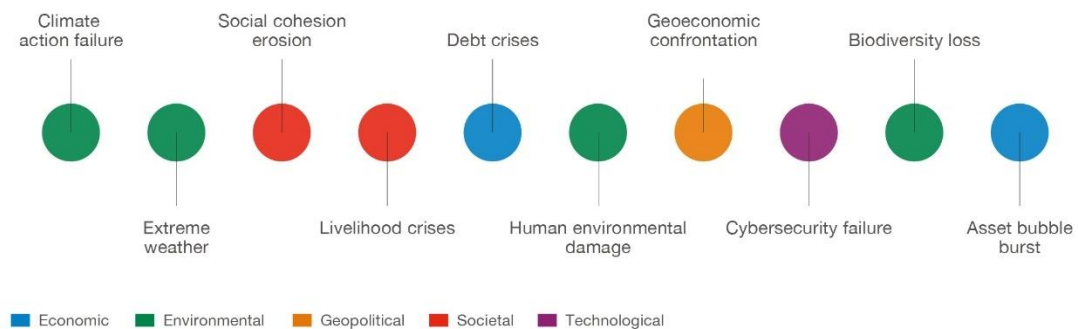 Climate
action failure
Social cohesion
erosion
Debt crises
Geoeconomic
confrontation
Biodiversity loss
Extreme
weather
Livelihood crises
Human environmental
damage
Cybersecurity failure
Asset bubble
burst
Economic
Environmental
Geopolitical
Societal
Technological